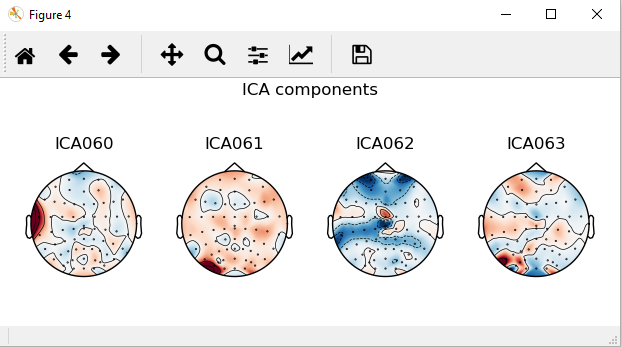 Figure 4
ICA components
ICA060 ICA061 ICA062 ICA063